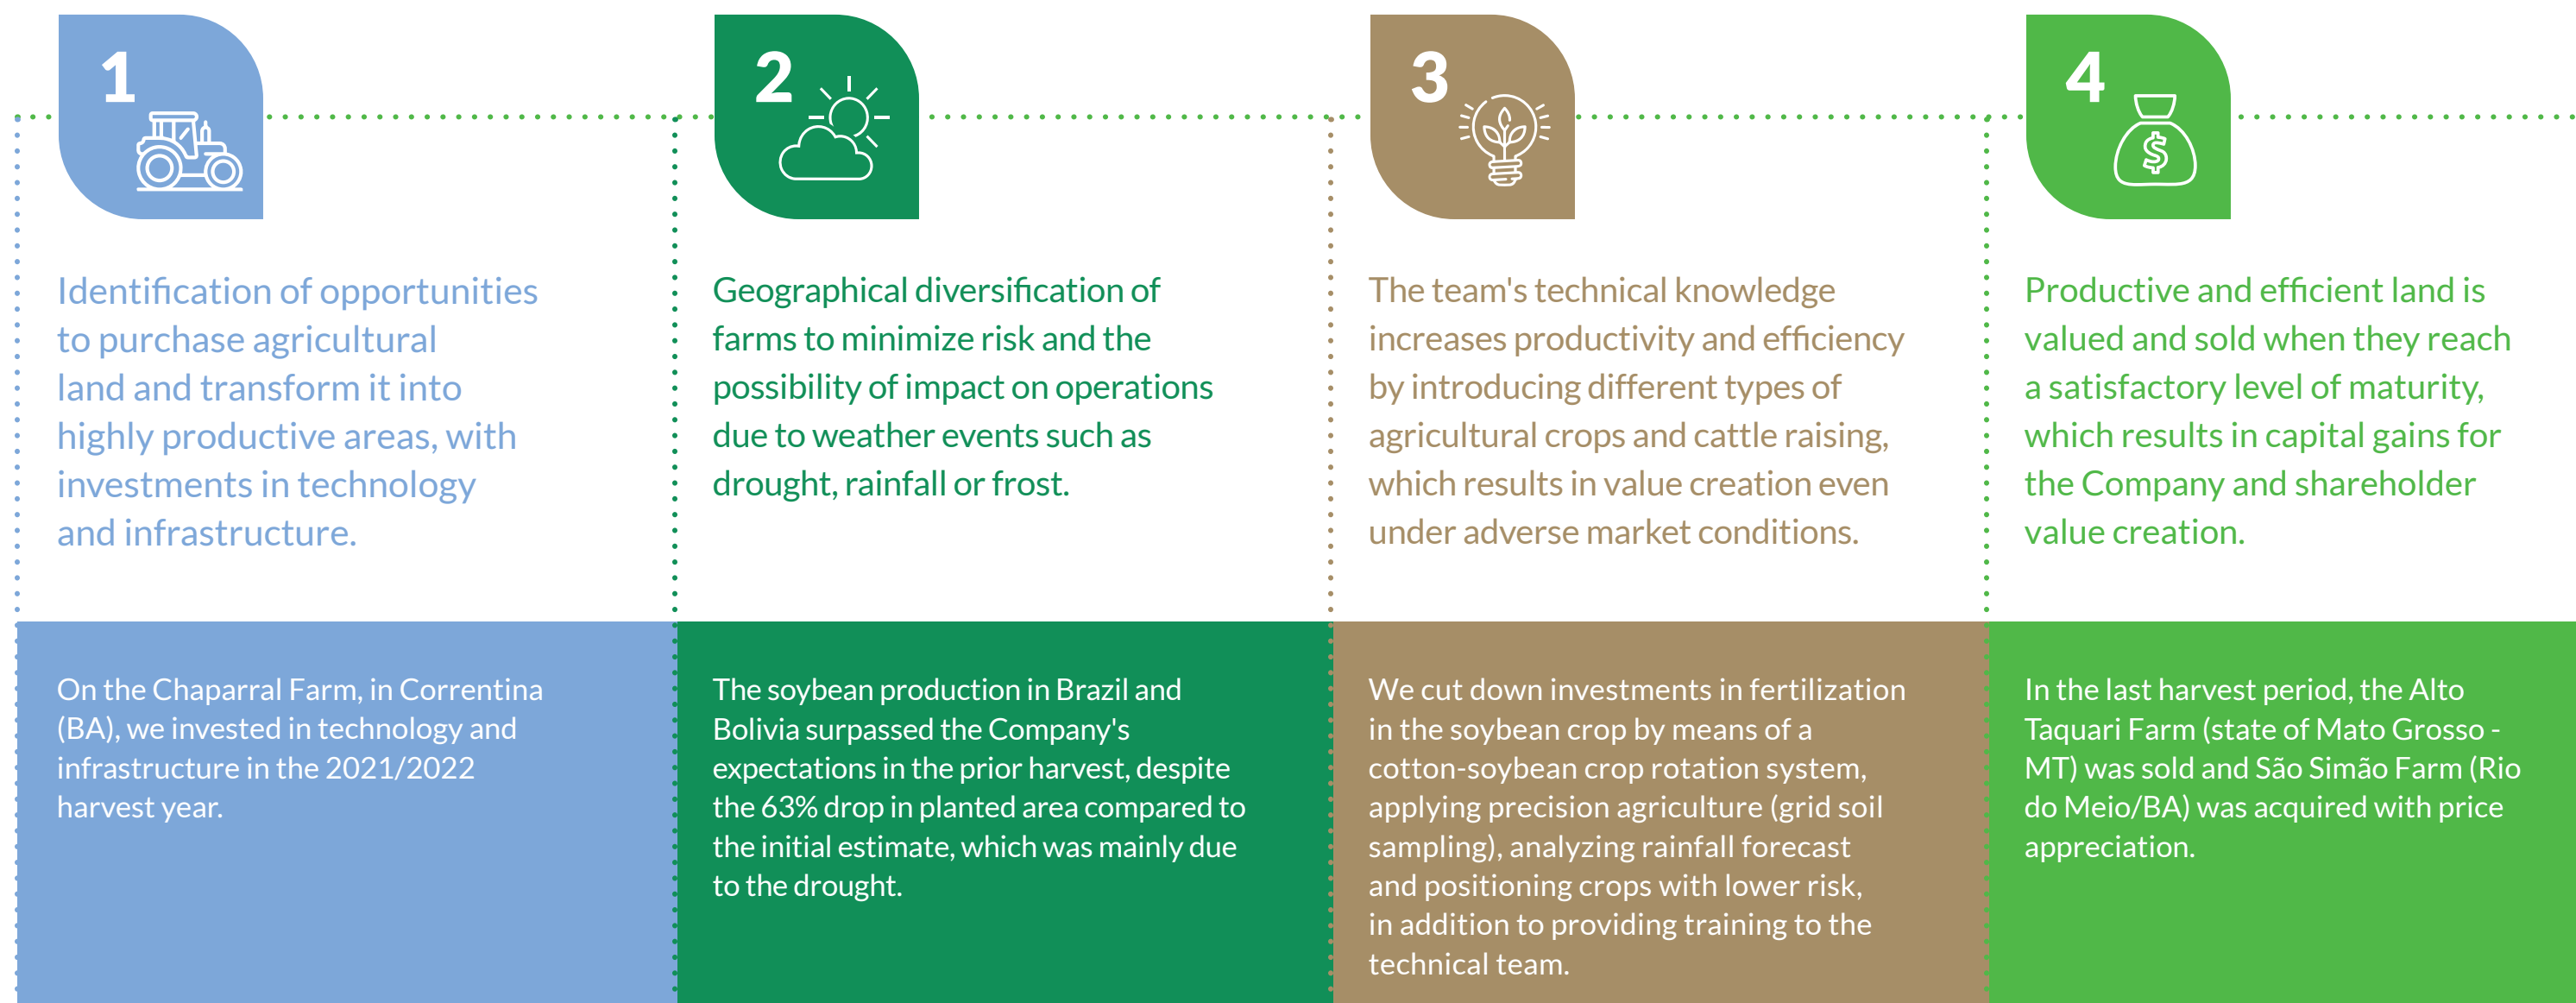 1
Identification of opportunities
to purchase agricultural
land and transform it into
highly productive areas, with
investments in technology
and infrastructure.
On the Chaparral Farm, in Correntina
(BA), we invested in technology and
infrastructure in the 2021/2022
harvest year.
2
Geographical diversification of
farms to minimize risk and the
possibility of impact on operations
due to weather events such as
drought, rainfall or frost.
The soybean production in Brazil and
Bolivia surpassed the Company's
expectations in the prior harvest, despite
the 63% drop in planted area compared to
the initial estimate, which was mainly due
to the drought.
3
The team's technical knowledge
increases productivity and efficiency
by introducing different types of
agricultural crops and cattle raising,
which results in value creation even
under adverse market conditions.
We cut down investments in fertilization
in the soybean crop by means of a
cotton-soybean crop rotation system,
applying precision agriculture (grid soil
sampling), analyzing rainfall forecast
and positioning crops with lower risk,
in addition to providing training to the
technical team.
4
$
Productive and efficient land is
valued and sold when they reach
a satisfactory level of maturity,
which results in capital gains for
the Company and shareholder
value creation.
In the last harvest period, the Alto
Taquari Farm (state of Mato Grosso -
MT) was sold and São Simão Farm (Rio
do Meio/BA) was acquired with price
appreciation.